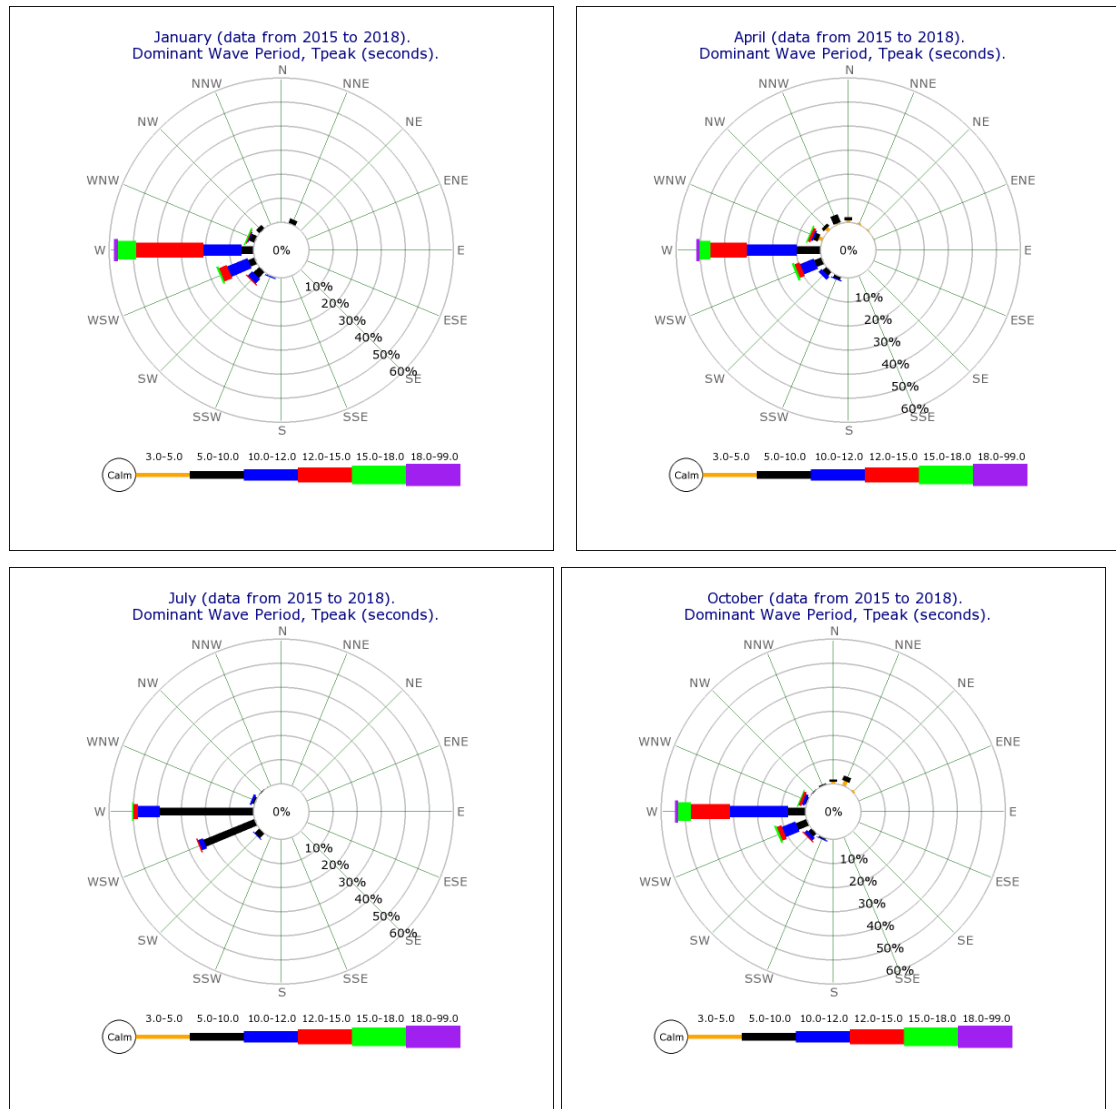 January (data from 2015 to 2018).
Dominant Wave Period, Tpeak (seconds).
N
NNW NNE
NW NE
WNW ENE
W 0% E
10%
20%
30%
40%
50%
60%
WSW ESE
SW SE
SSW SSE
S
Calm 3.0-5.0 5.0-10.0 10.0-12.0 12.0-15.0 15.0-18.0 18.0-99.0
April (data from 2015 to 2018).
Dominant Wave Period, Tpeak (seconds).
N
NNW NNE
NW NE
WNW ENE
W 0% E
10%
20%
30%
40%
50%
60%
WSW ESE
SW SE
SSW SSE
S
Calm 3.0-5.0 5.0-10.0 10.0-12.0 12.0-15.0 15.0-18.0 18.0-99.0
July (data from 2015 to 2018).
Dominant Wave Period, Tpeak (seconds).
N
NNW NNE
NW NE
WNW ENE
W 0% E
10%
20%
30%
40%
50%
60%
WSW ESE
SW SE
SSW SSE
S
Calm 3.0-5.0 5.0-10.0 10.0-12.0 12.0-15.0 15.0-18.0 18.0-99.0
October (data from 2015 to 2018).
Dominant Wave Period, Tpeak (seconds).
N
NNW NNE
NW NE
WNW ENE
W 0% E
10%
20%
30%
40%
50%
60%
WSW ESE
SW SE
SSW SSE
S
Calm 3.0-5.0 5.0-10.0 10.0-12.0 12.0-15.0 15.0-18.0 18.0-99.0